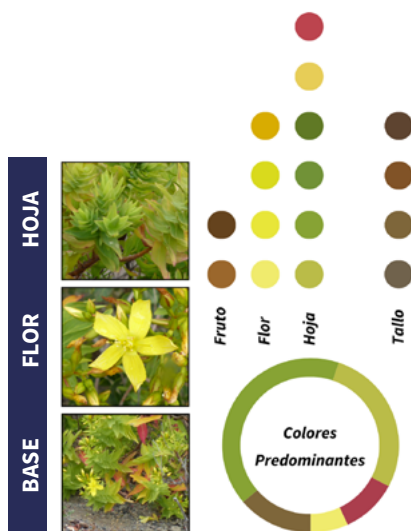 HOJA
FLOR
BASE
Fruto
Flor
Hoja
Tallo
Colores
Predominantes